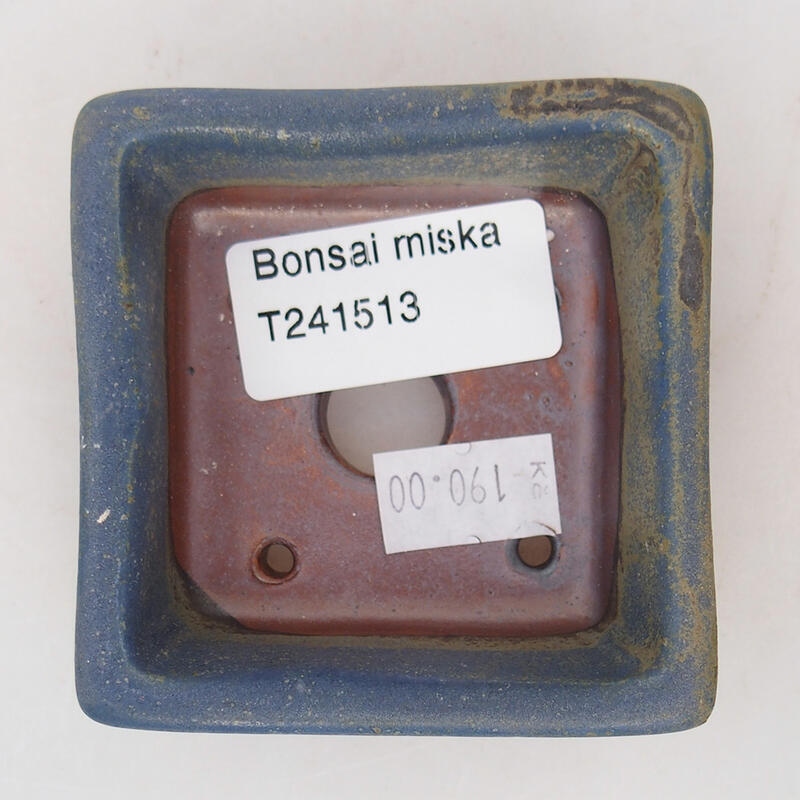 Bonsai miska
T241513
Kč 190.00